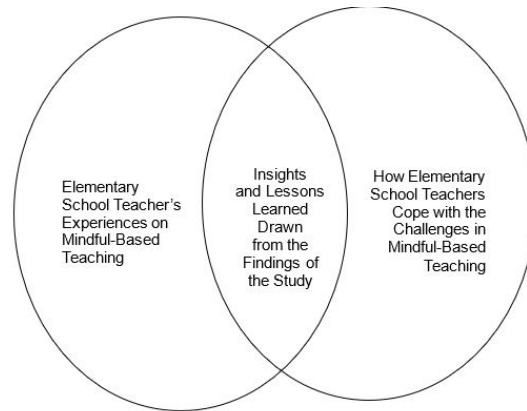 Elementary
School Teacher's
Experiences on
Mindful-Based
Teaching
Insights
and Lessons
Learned
Drawn
from the
Findings of
the Study
How Elementary
School Teachers
Cope with the
Challenges in
Mindful-Based
Teaching